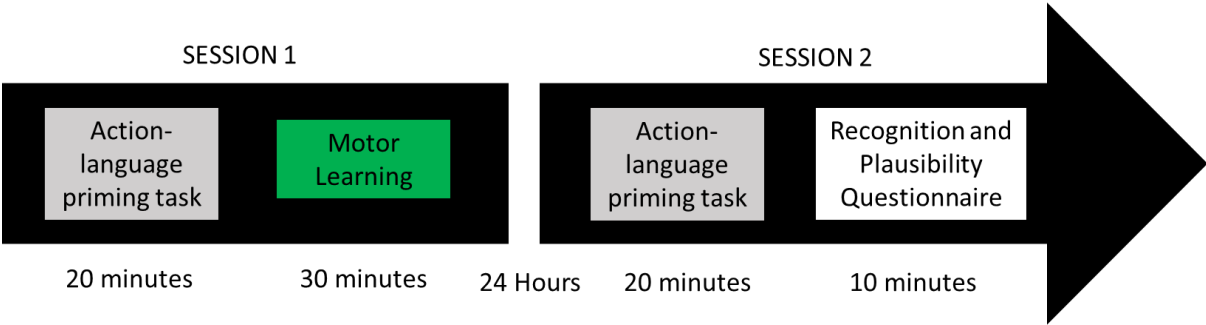 SESSION 1
SESSION 2
Action-
language
priming task
Motor
Learning
Action-
language
priming task
Recognition and
Plausibility
Questionnaire
20 minutes
30 minutes
24 Hours
20 minutes
10 minutes